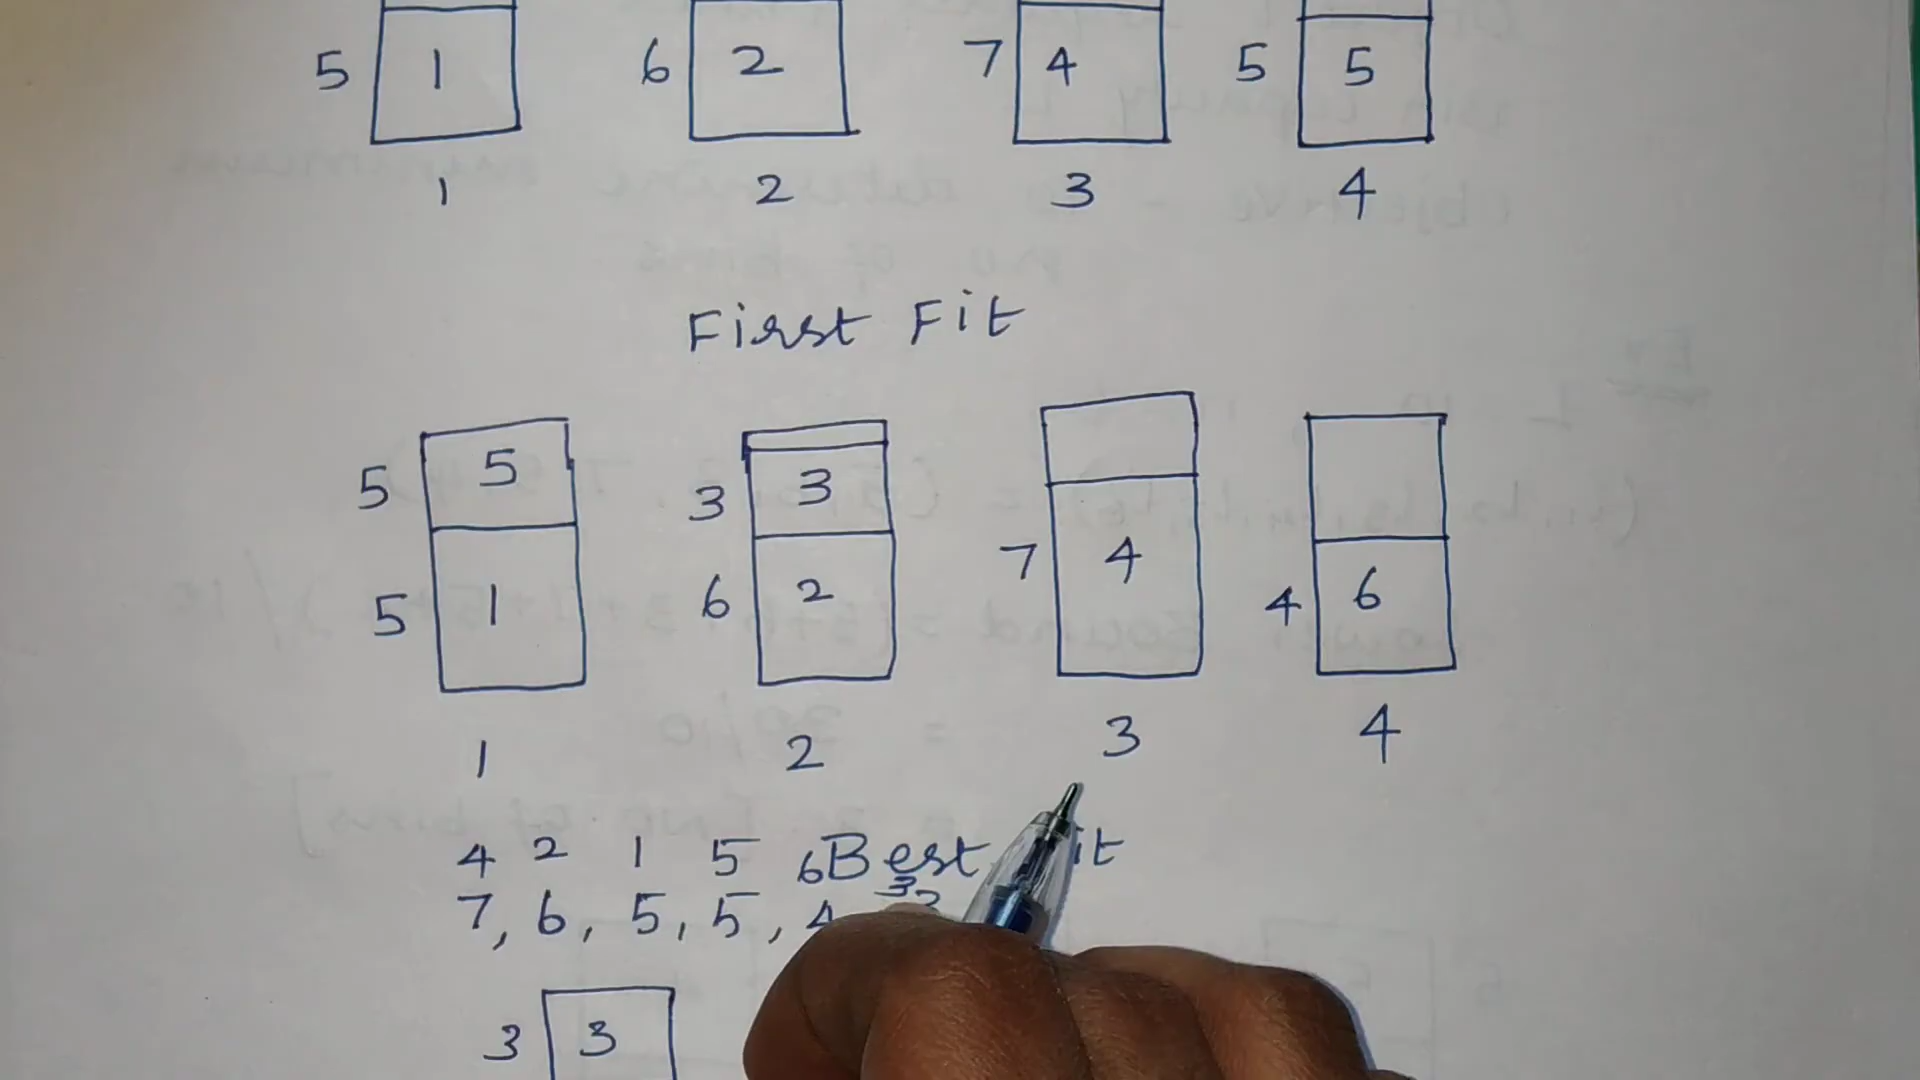 5 1 6 2 7 4 5 5
1 2 3 4
First Fit
5 5 3 3
5 1 6 2 7 4 4 6
1 2 3 4
4 2 1 5 6 Best it
7, 6, 5, 5, 4
3 3